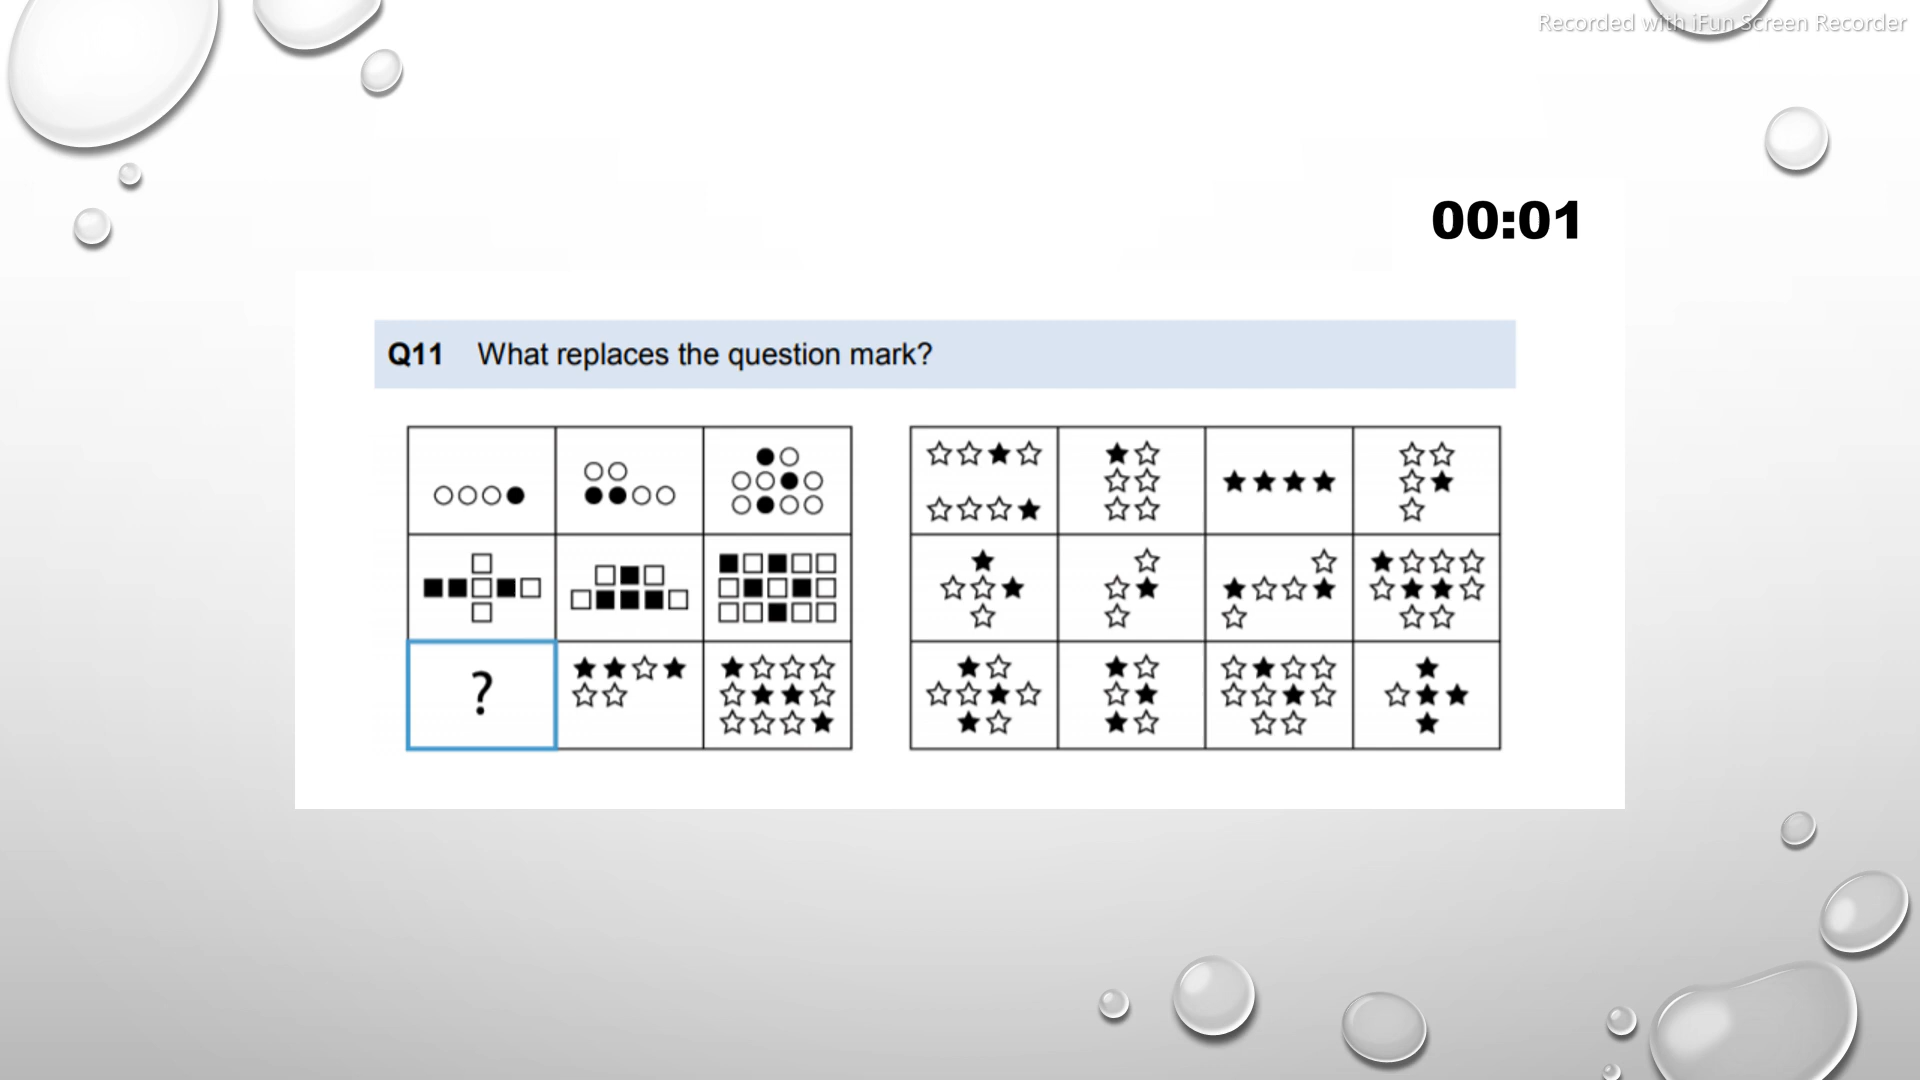 Recorded with iFun Screen Recorder
00:01
Q11 What replaces the question mark?
?